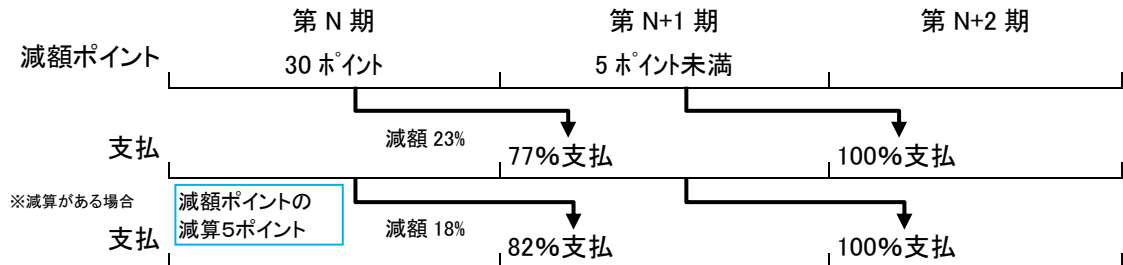 第 N 期 第 N+1 期 第 N+2 期
減額ポイント 30 ﾎﾟｲﾝﾄ 5 ﾎﾟｲﾝﾄ未満
支払 減額 23% 77%支払 100%支払
※減算がある場合 減額ポイントの
減算5ポイント
支払 減額 18% 82%支払 100%支払